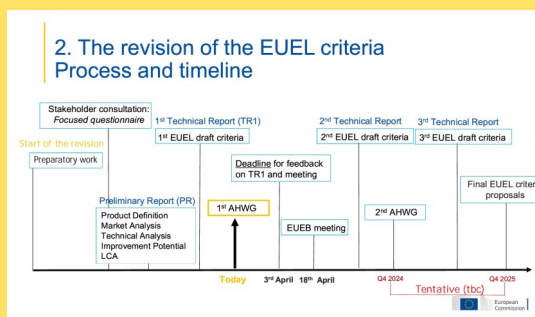 2. The revision of the EUEL criteria
Process and timeline
Stakeholder consultation:
Focused questionnaire
1st Technical Report (TR1)
2nd Technical Report
3rd Technical Report
1st EUEL draft criteria
2nd EUEL draft criteria
3rd EUEL draft criteria
Start of the revision
Preparatory work
Deadline for feedback
on TR1 and meeting
Final EUEL criteria
proposals
Preliminary Report (PR)
Product Definition
Market Analysis
Technical Analysis
Improvement Potential
LCA
1st AHWG
2nd AHWG
EUEB meeting
Today
3rd April
18th April
Q4 2024
Q4 2025
Tentative (tbc)
European
Commission